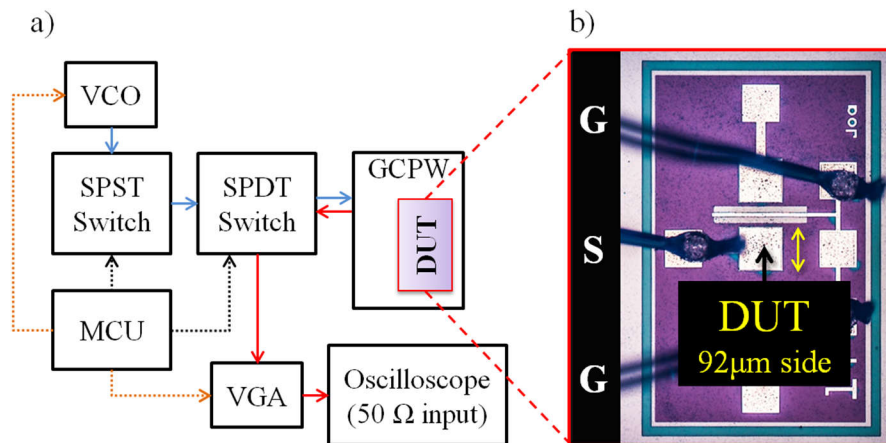 a)
VCO
SPST
Switch
SPDT
Switch
GCPW
DUT
MCU
VGA
Oscilloscope
(50 Ω input)
b)
G
S
G
DUT
92μm side